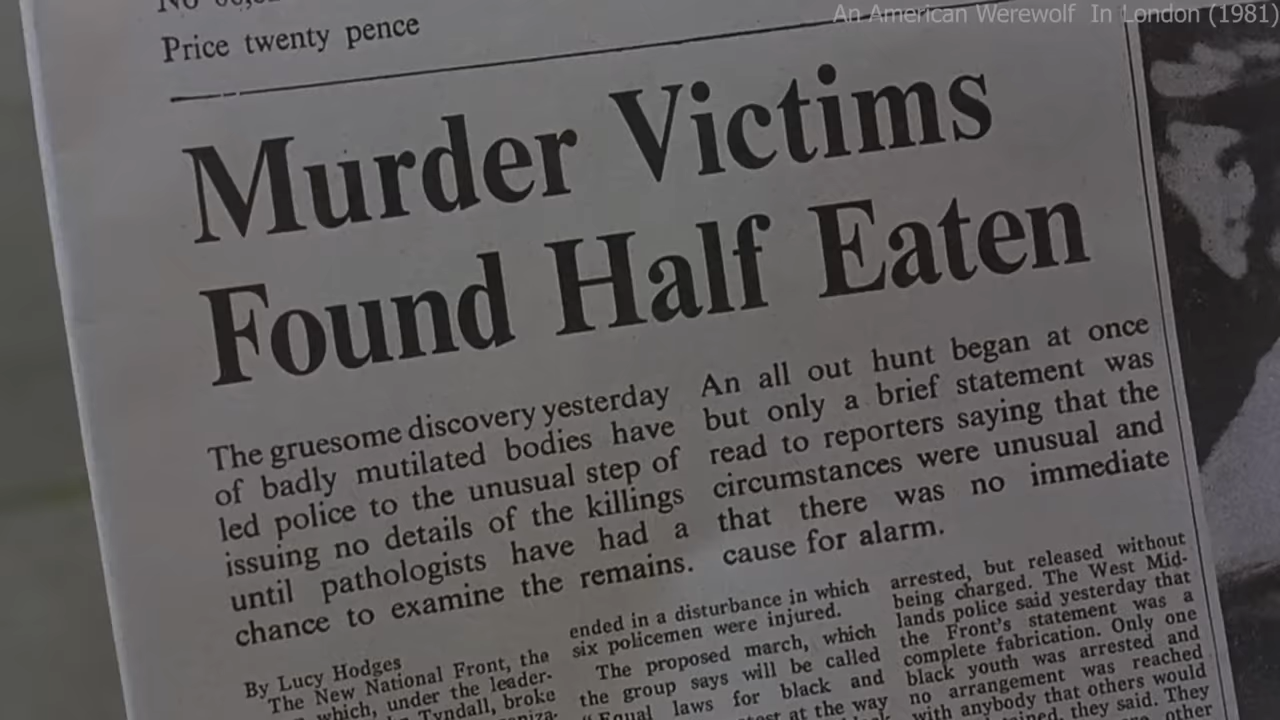 An American Werewolf In London (1981)
Price twenty pence
Murder Victims
Found Half Eaten
The gruesome discovery yesterday
of badly mutilated bodies have
led police to the unusual step of
issuing no details of the killings
until pathologists have had a
chance to examine the remains.
An all out hunt began at once
but only a brief statement was
read to reporters saying that the
circumstances were unusual and
that there was no immediate
cause for alarm.
By Lucy Hodges
The New National Front, the
which, under the leader-
Tyndall, broke
ended in a disturbance in which
six policemen were injured.
The proposed march, which
the group says will be called
"Equal laws for black and
at the way
arrested, but released without
being charged. The West Mid-
lands police said yesterday that
the Front's statement was a
complete fabrication. Only one
black youth was arrested and
no arrangement was reached
with anybody that others would
they said. They
other